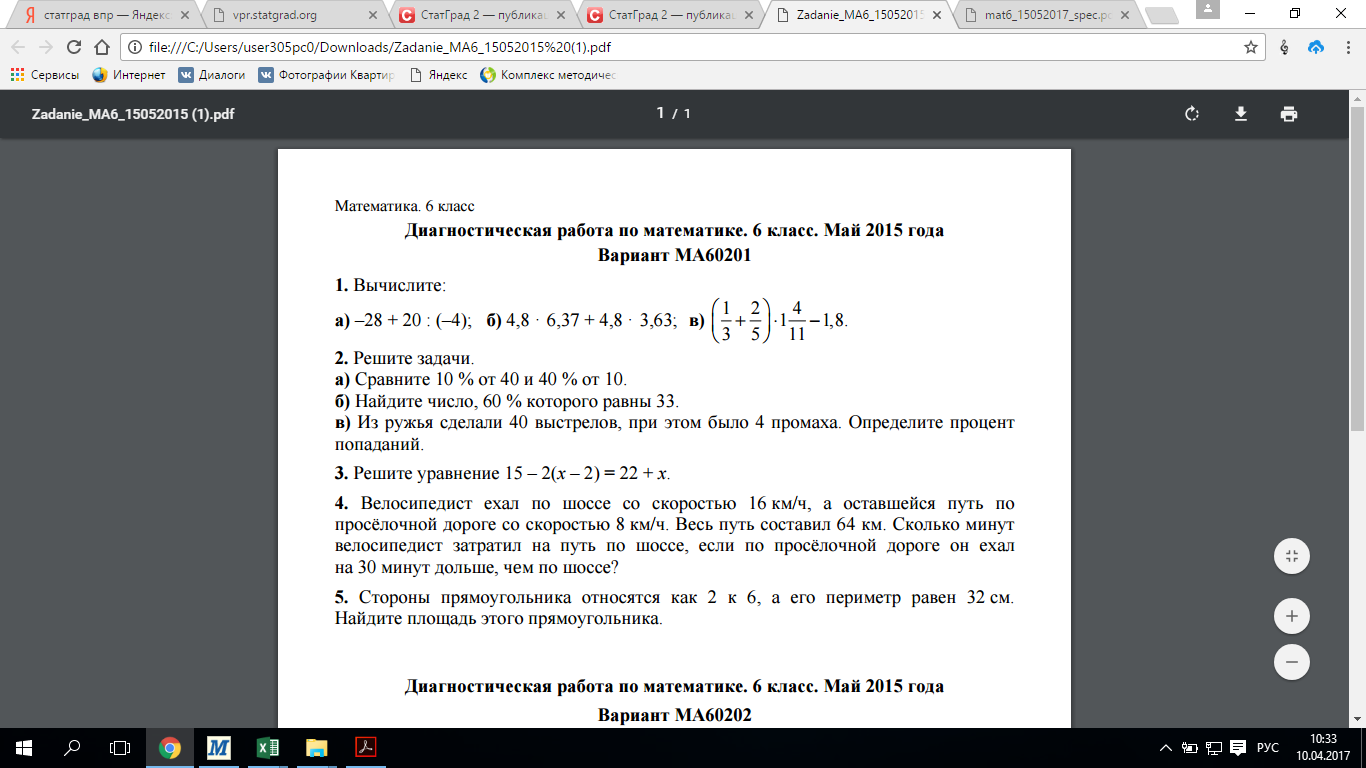 статград впр — Яндекс
vpr.statgrad.org
СтатГрад 2 — публикац
СтатГрад 2 — публикац
Zadanie_MA6_15052015
mat6_15052017_spec.pd
file:///C:/Users/user305pc0/Downloads/Zadanie_MA6_15052015%20(1).pdf
Сервисы Интернет Диалоги Фотографии Квартир Яндекс Комплекс методичес
Zadanie_MA6_15052015 (1).pdf 1 / 1
Математика. 6 класс
Диагностическая работа по математике. 6 класс. Май 2015 года
Вариант МА60201
1. Вычислите:
а) –28 + 20 : (–4); б) 4,8 · 6,37 + 4,8 · 3,63; в) (1/3 + 2/5) · 1 4/11 – 1,8.
2. Решите задачи.
а) Сравните 10 % от 40 и 40 % от 10.
б) Найдите число, 60 % которого равны 33.
в) Из ружья сделали 40 выстрелов, при этом было 4 промаха. Определите процент
попаданий.
3. Решите уравнение 15 – 2(x – 2) = 22 + x.
4. Велосипедист ехал по шоссе со скоростью 16 км/ч, а оставшейся путь по
просёлочной дороге со скоростью 8 км/ч. Весь путь составил 64 км. Сколько минут
велосипедист затратил на путь по шоссе, если по просёлочной дороге он ехал
на 30 минут дольше, чем по шоссе?
5. Стороны прямоугольника относятся как 2 к 6, а его периметр равен 32 см.
Найдите площадь этого прямоугольника.
Диагностическая работа по математике. 6 класс. Май 2015 года
Вариант МА60202
РУС
10:33
10.04.2017